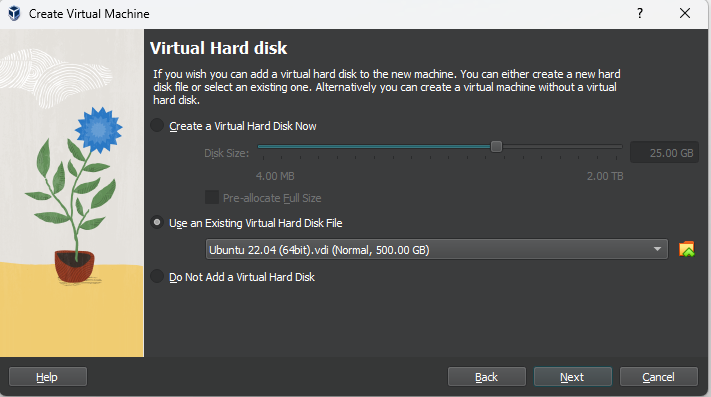 Create Virtual Machine
?
Virtual Hard disk
If you wish you can add a virtual hard disk to the new machine. You can either create a new hard
disk file or select an existing one. Alternatively you can create a virtual machine without a virtual
hard disk.
Create a Virtual Hard Disk Now
Disk Size:
25.00 GB
4.00 MB
2.00 TB
Pre-allocate Full Size
Use an Existing Virtual Hard Disk File
Ubuntu 22.04 (64bit).vdi (Normal, 500.00 GB)
Do Not Add a Virtual Hard Disk
Help
Back
Next
Cancel